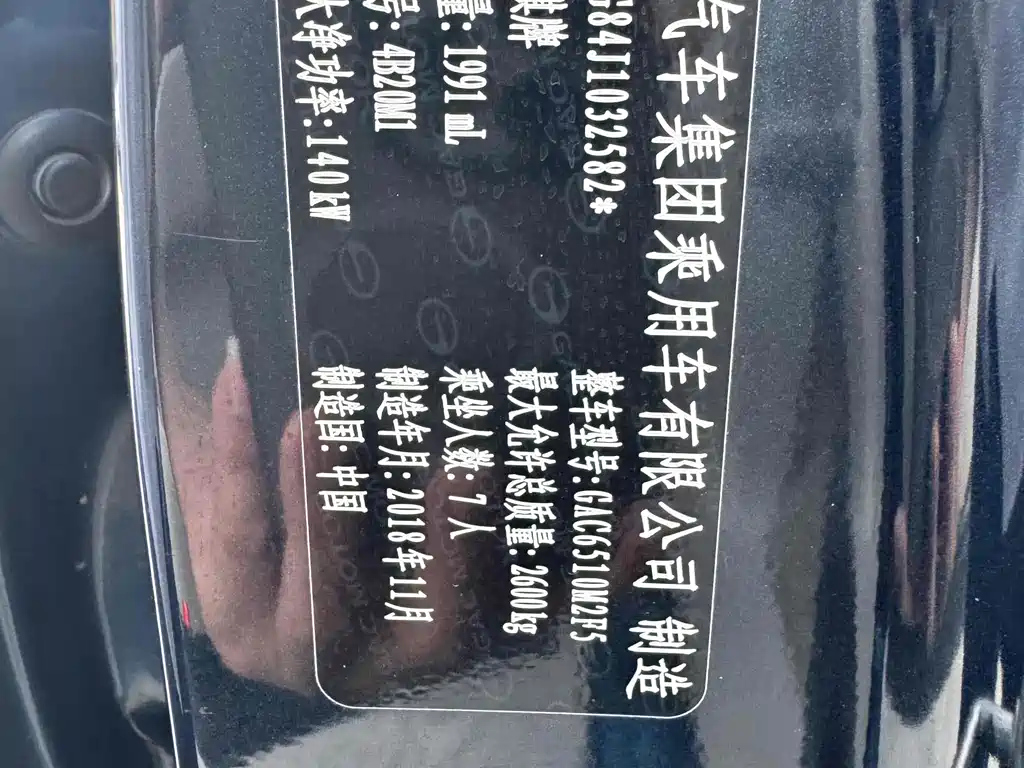 汽车集团乘用车有限公司 制造
G84J1032582*
整车型号:GAC6510M2F5
祺牌
最大允许总质量:2600kg
量:1991 mL
乘坐人数:7 人
号:4B20M1
制造年月:2018年11月
大净功率:140kW
制造国:中国